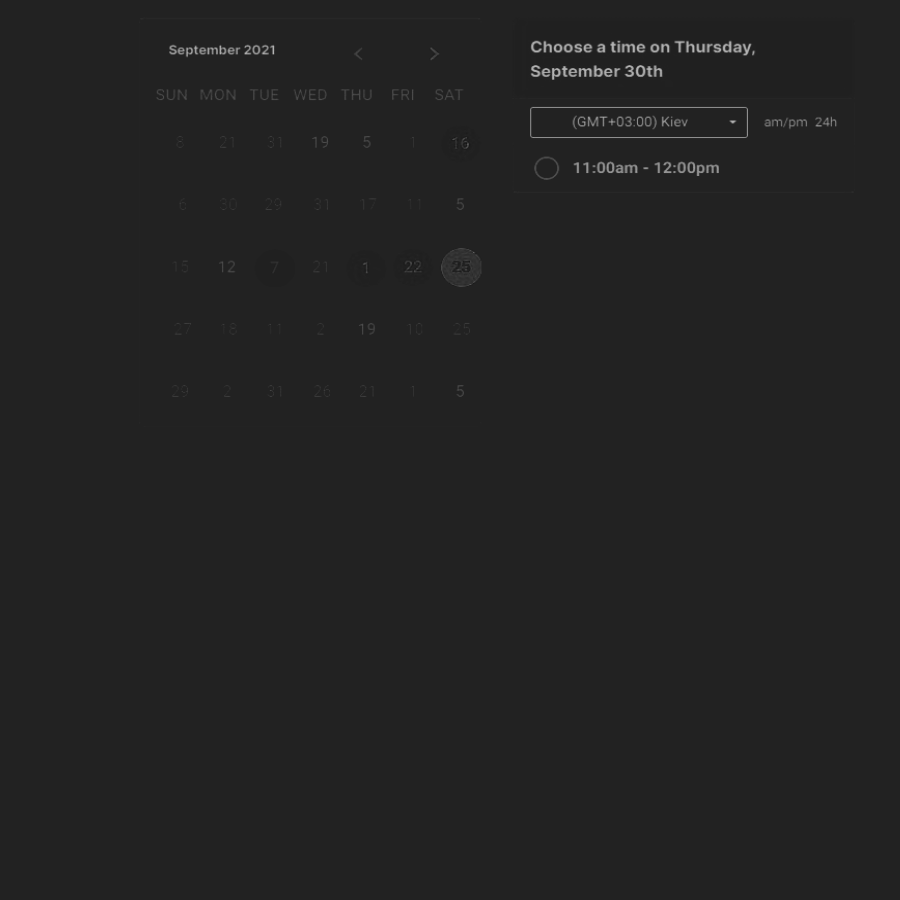 September 2021
SUN MON TUE WED THU FRI SAT
8 21 31 19 5 1 16
6 30 29 31 17 11 5
15 12 7 21 1 22 25
27 18 11 2 19 10 25
29 2 31 26 21 1 5
Choose a time on Thursday,
September 30th
(GMT+03:00) Kiev am/pm 24h
11:00am - 12:00pm